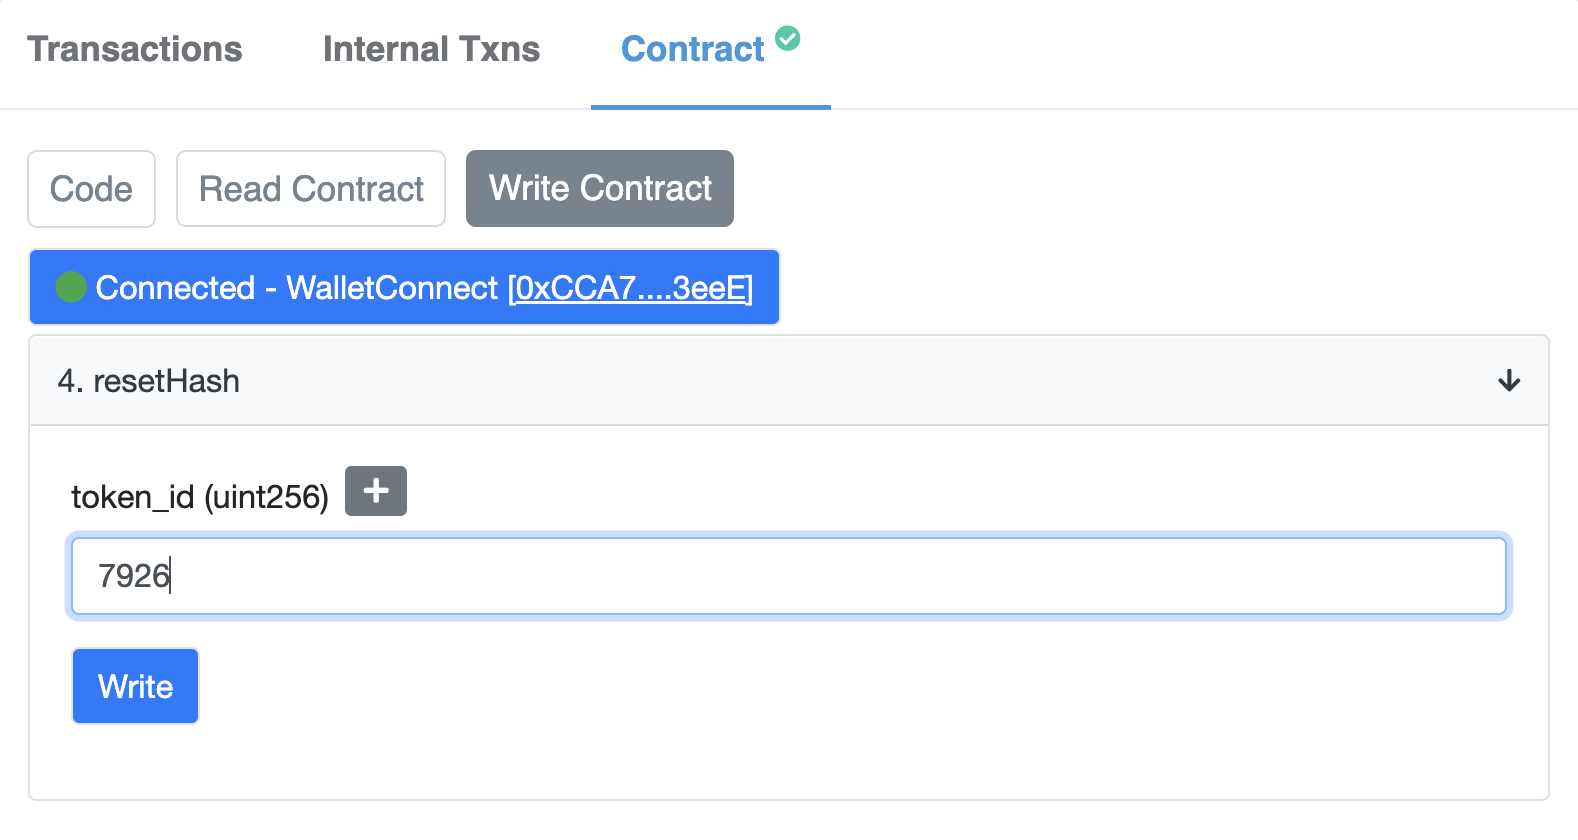 Transactions Internal Txns Contract
Code Read Contract Write Contract
Connected - WalletConnect [0xCCA7....3eeE]
4. resetHash
token_id (uint256) +
7926
Write